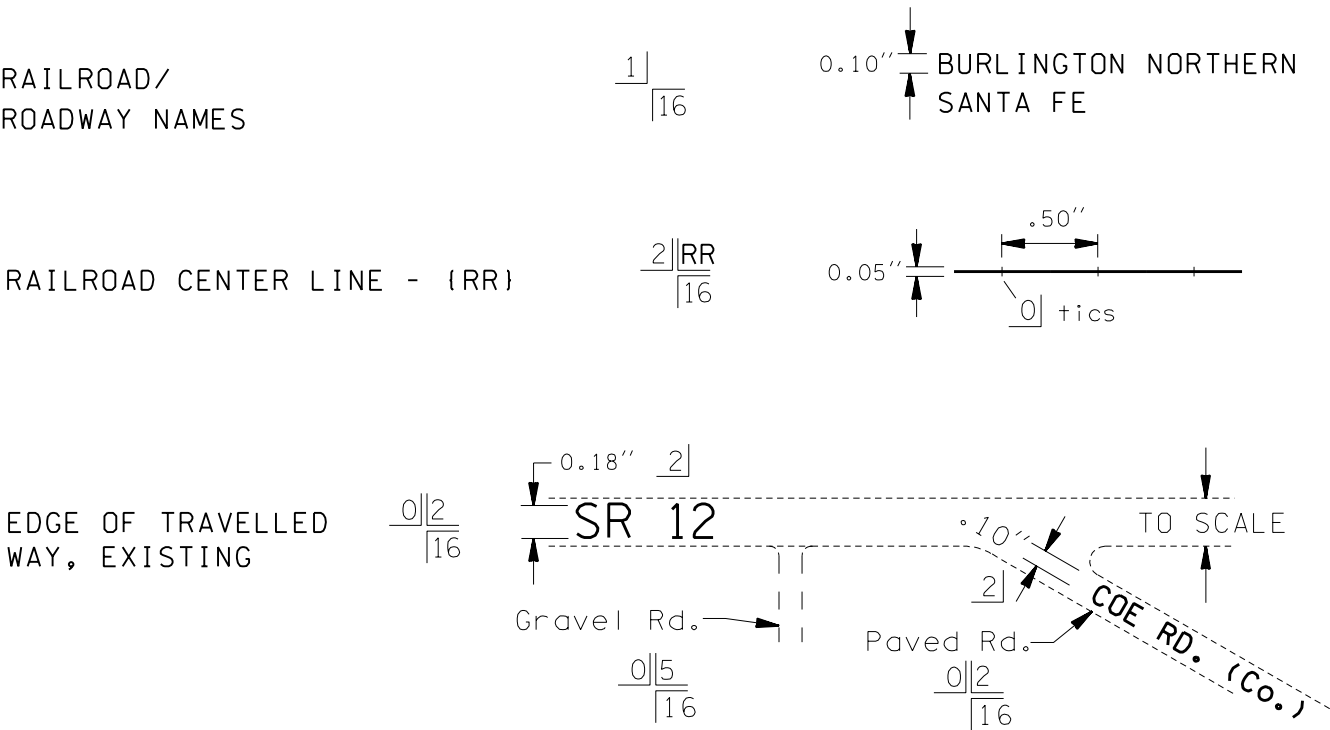 RAILROAD/
ROADWAY NAMES
1
16
0.10"
BURLINGTON NORTHERN
SANTA FE
RAILROAD CENTER LINE - {RR}
2 RR
16
0.05"
.50"
0 tics
EDGE OF TRAVELLED
WAY, EXISTING
0 2
16
0.18" 2
SR 12
TO SCALE
.10"
2
COE RD. (Co.)
Gravel Rd.
0 5
16
Paved Rd.
0 2
16